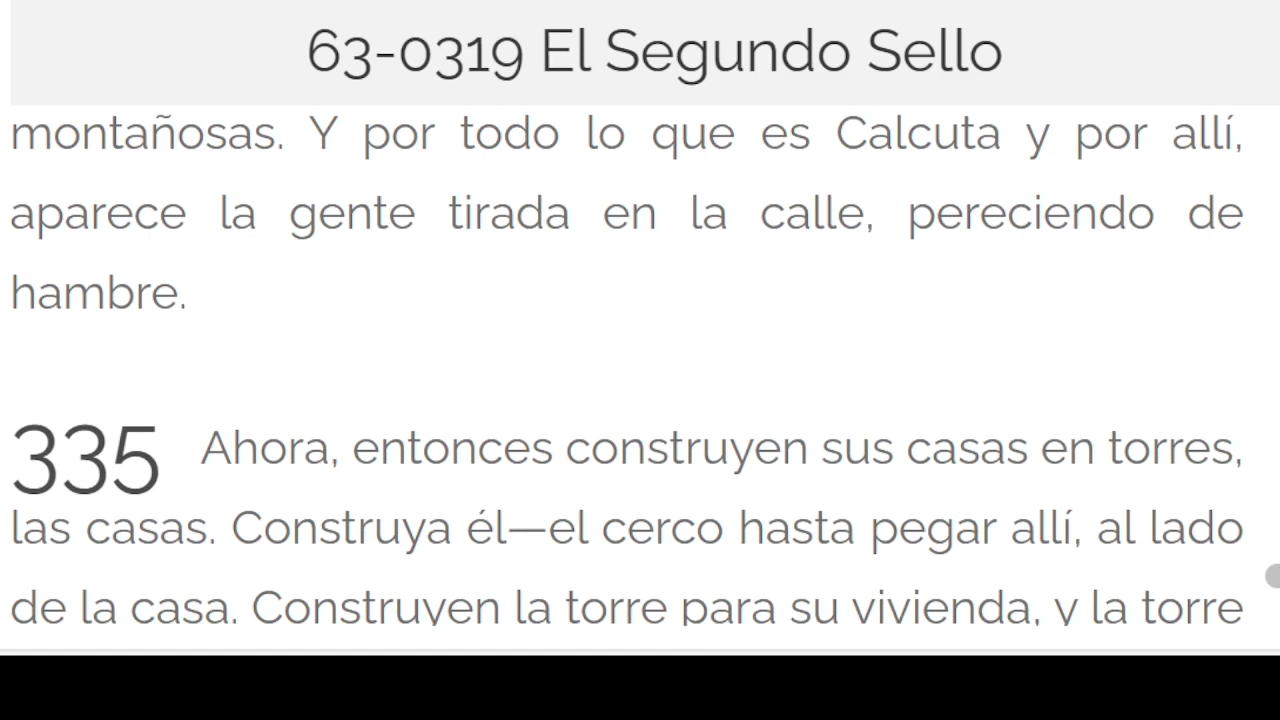 63-0319 El Segundo Sello
montañosas. Y por todo lo que es Calcuta y por allí,
aparece la gente tirada en la calle, pereciendo de
hambre.
335 Ahora, entonces construyen sus casas en torres,
las casas. Construya él—el cerco hasta pegar allí, al lado
de la casa. Construyen la torre para su vivienda, y la torre